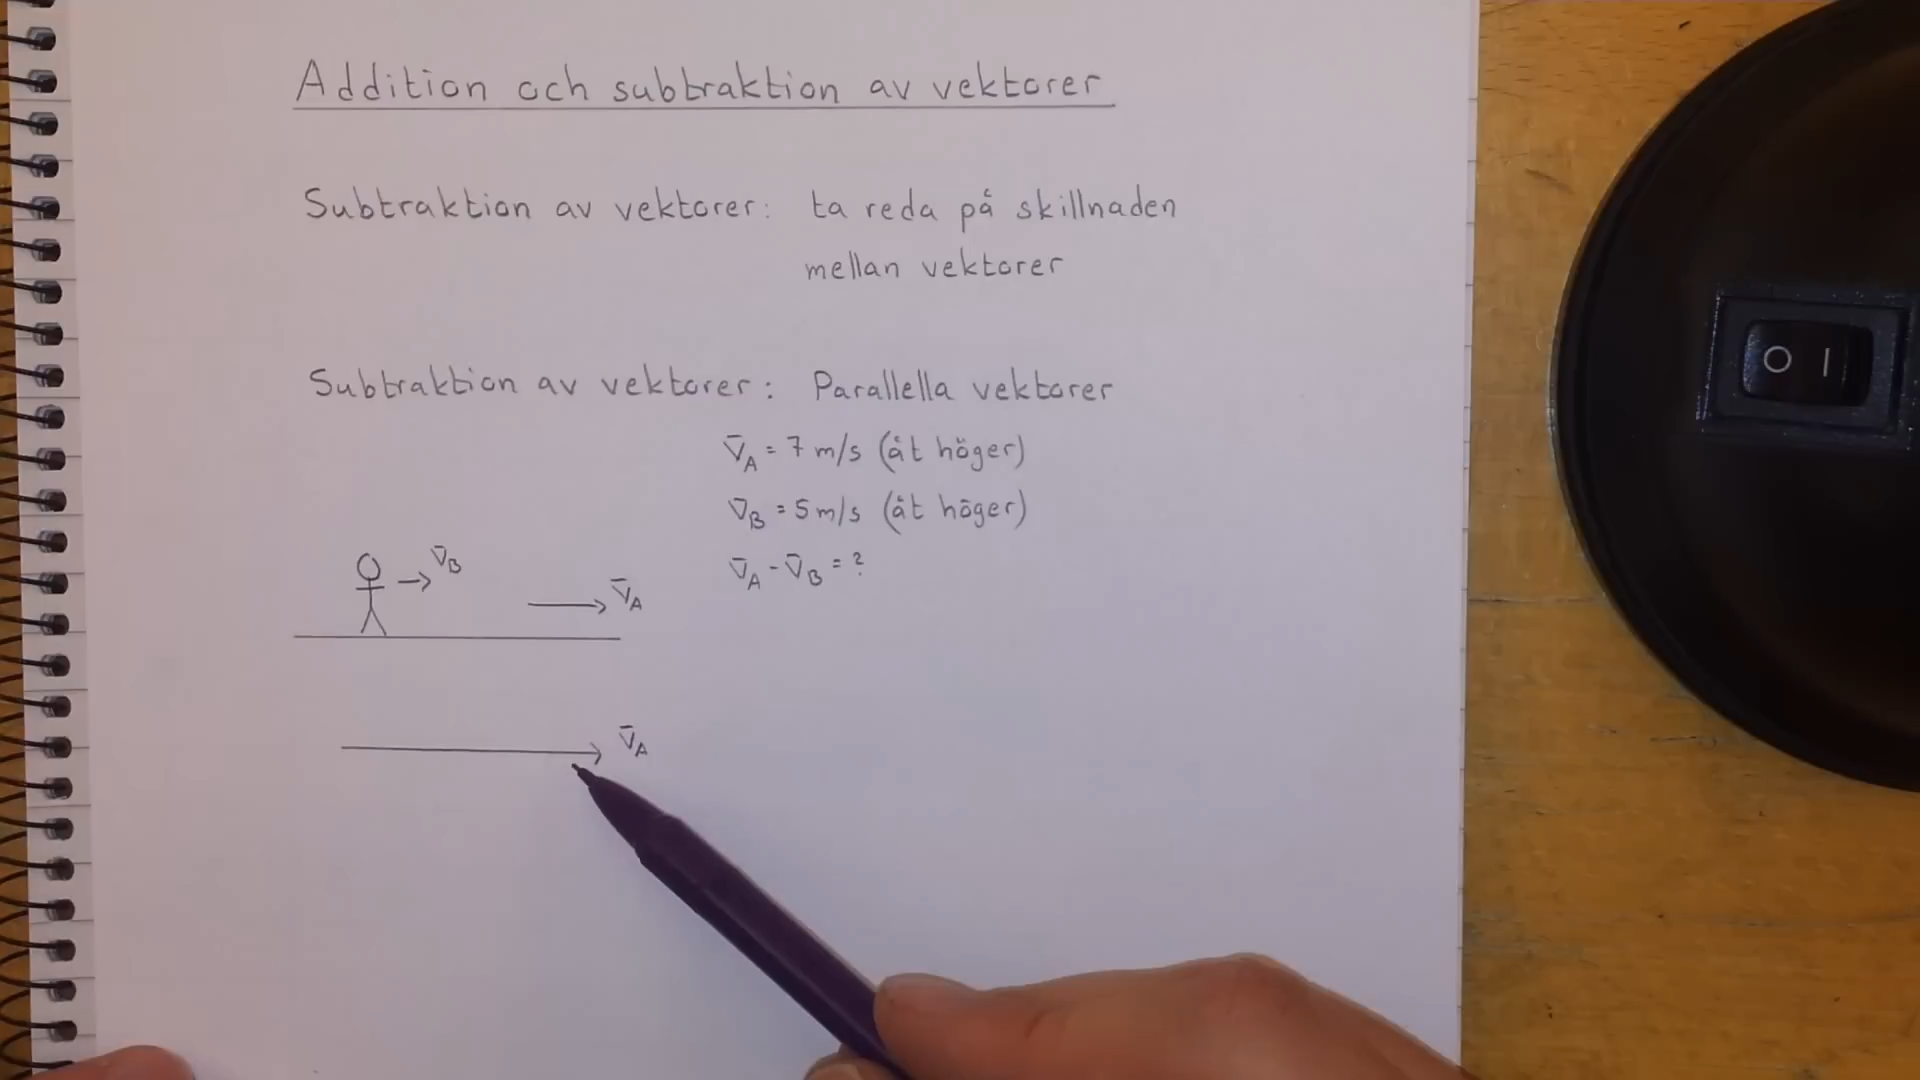 Addition och subtraktion av vektorer
Subtraktion av vektorer: ta reda på skillnaden
mellan vektorer
Subtraktion av vektorer: Parallella vektorer
V̄A = 7 m/s (åt höger)
V̄B = 5 m/s (åt höger)
V̄A - V̄B = ?
V̄B
V̄A
V̄A
O I